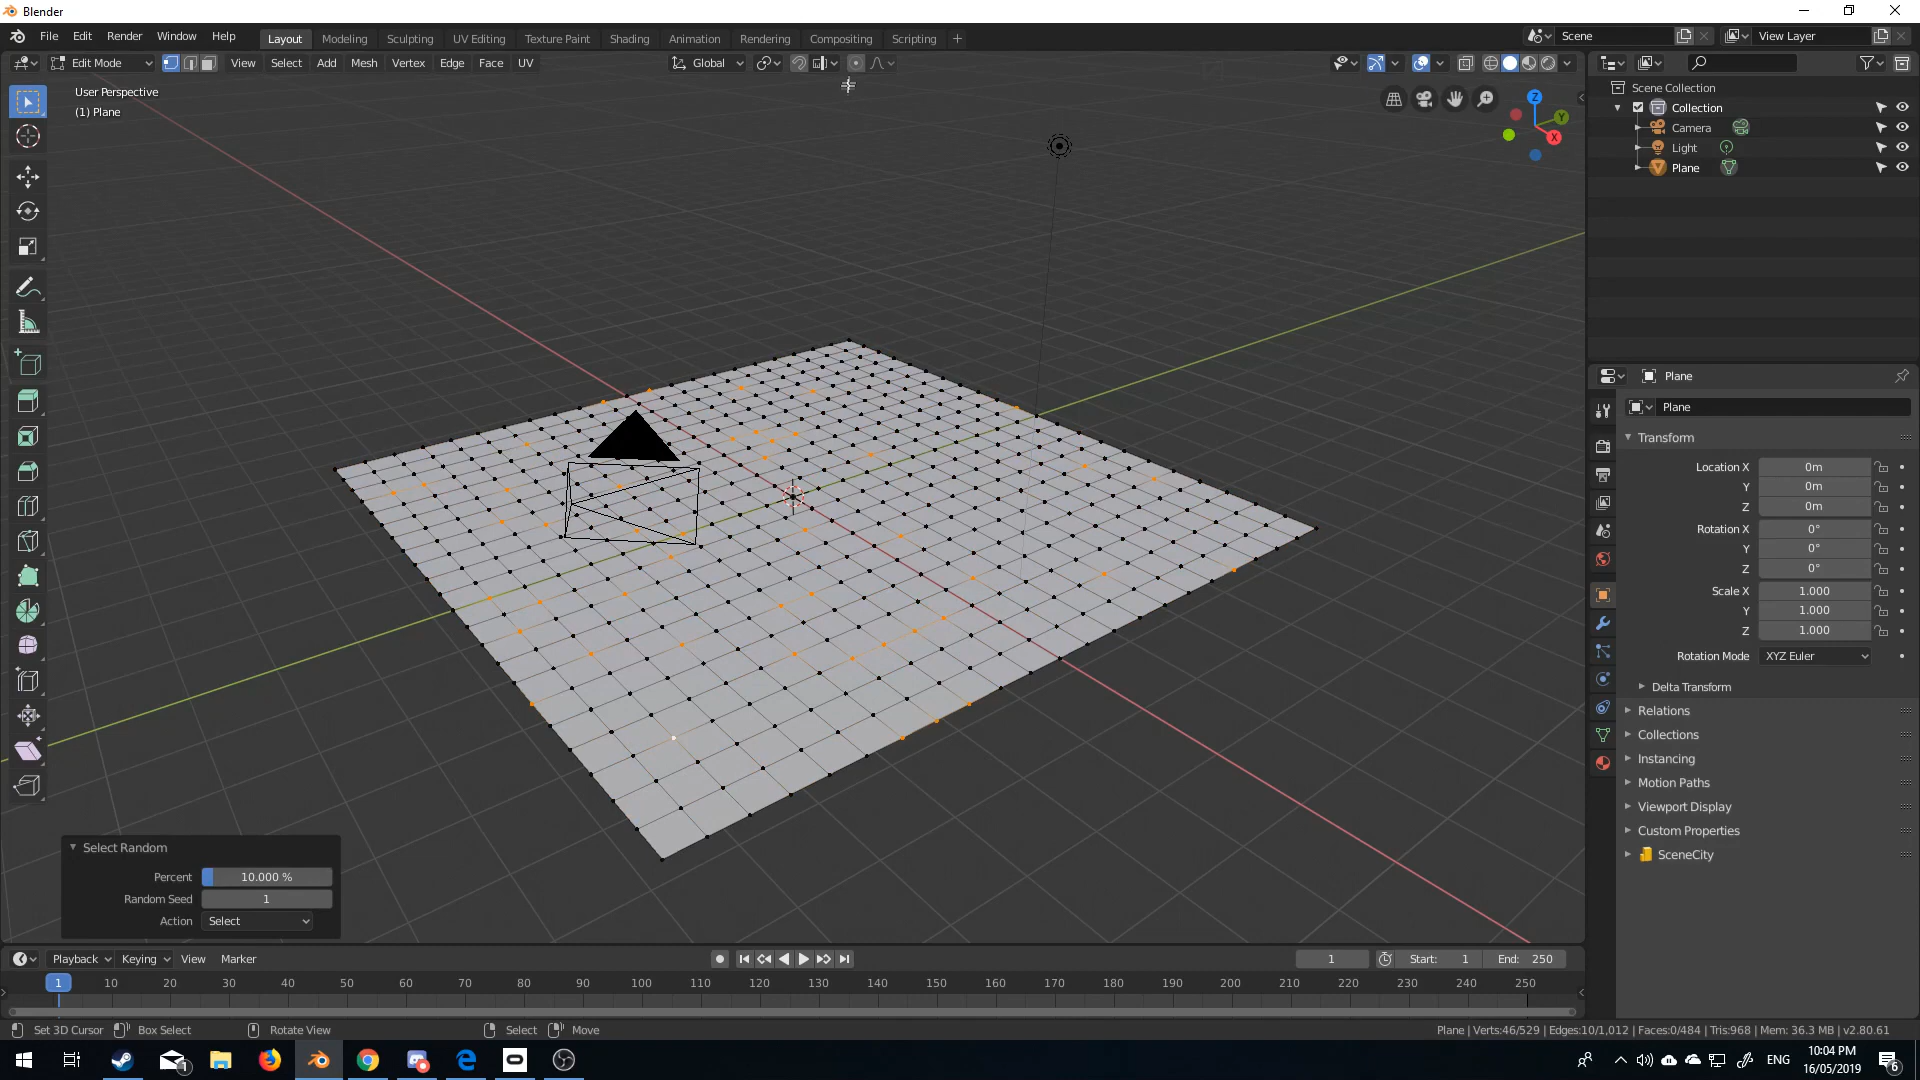 Blender
File Edit Render Window Help Layout Modeling Sculpting UV Editing Texture Paint Shading Animation Rendering Compositing Scripting + Scene View Layer
Edit Mode View Select Add Mesh Vertex Edge Face UV Global
User Perspective
(1) Plane
Z
Y
X
Scene Collection
Collection
Camera
Light
Plane
Plane
Plane
Transform
Location X 0m
Y 0m
Z 0m
Rotation X 0°
Y 0°
Z 0°
Scale X 1.000
Y 1.000
Z 1.000
Rotation Mode XYZ Euler
Delta Transform
Relations
Collections
Instancing
Motion Paths
Viewport Display
Custom Properties
SceneCity
Select Random
Percent 10.000 %
Random Seed 1
Action Select
Playback Keying View Marker 1 Start: 1 End: 250
1 10 20 30 40 50 60 70 80 90 100 110 120 130 140 150 160 170 180 190 200 210 220 230 240 250
Set 3D Cursor Box Select Rotate View Select Move Plane | Verts:46/529 | Edges:10/1,012 | Faces:0/484 | Tris:968 | Mem: 36.3 MB | v2.80.61
1 ENG 10:04 PM
16/05/2019 6